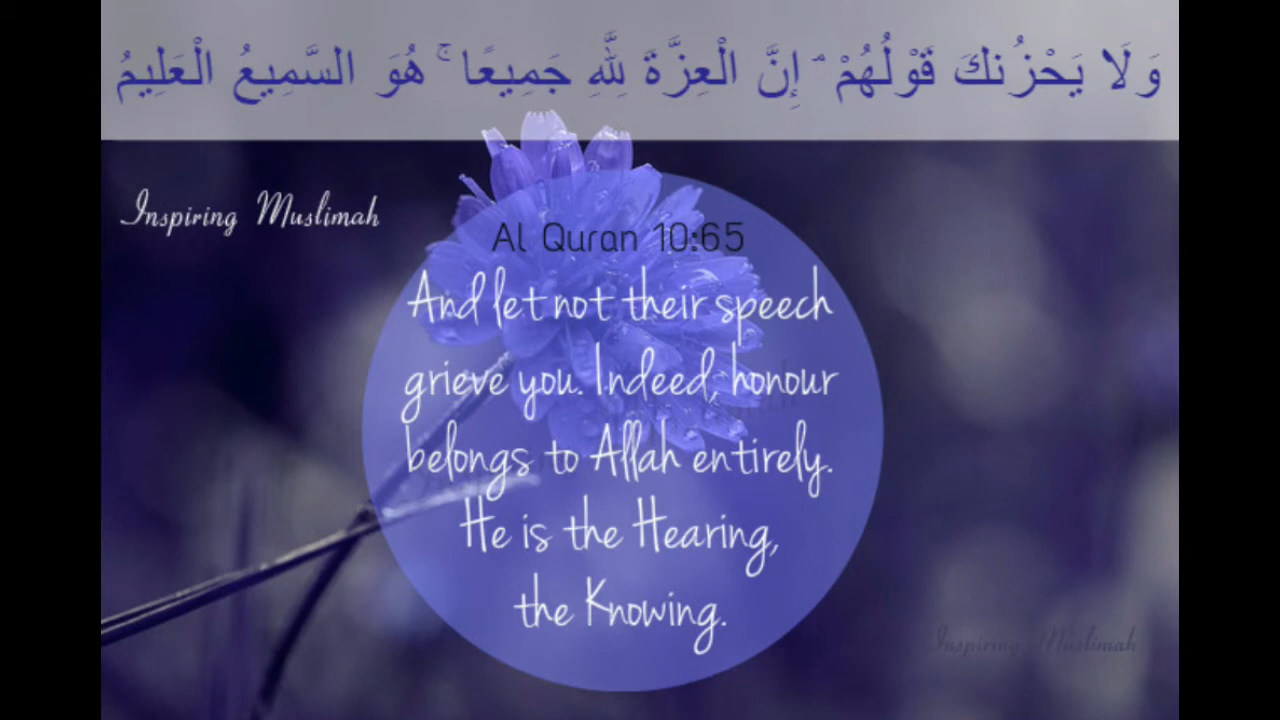 وَلَا يَحْزُنكَ قَوْلُهُمْ ۘ إِنَّ الْعِزَّةَ لِلَّهِ جَمِيعًا ۚ هُوَ السَّمِيعُ الْعَلِيمُ
Inspiring Muslimah
Al Quran 10:65
And let not their speech
grieve you. Indeed, honour
belongs to Allah entirely.
He is the Hearing,
the Knowing.
Inspiring Muslimah